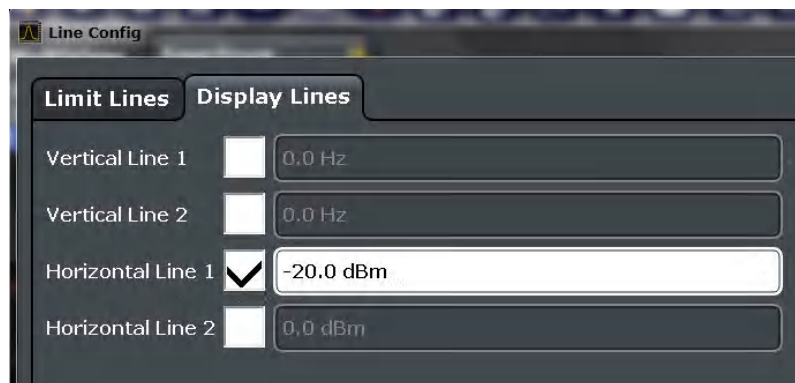 Line Config
Limit Lines Display Lines
Vertical Line 1 0.0 Hz
Vertical Line 2 0.0 Hz
Horizontal Line 1 -20.0 dBm
Horizontal Line 2 0.0 dBm